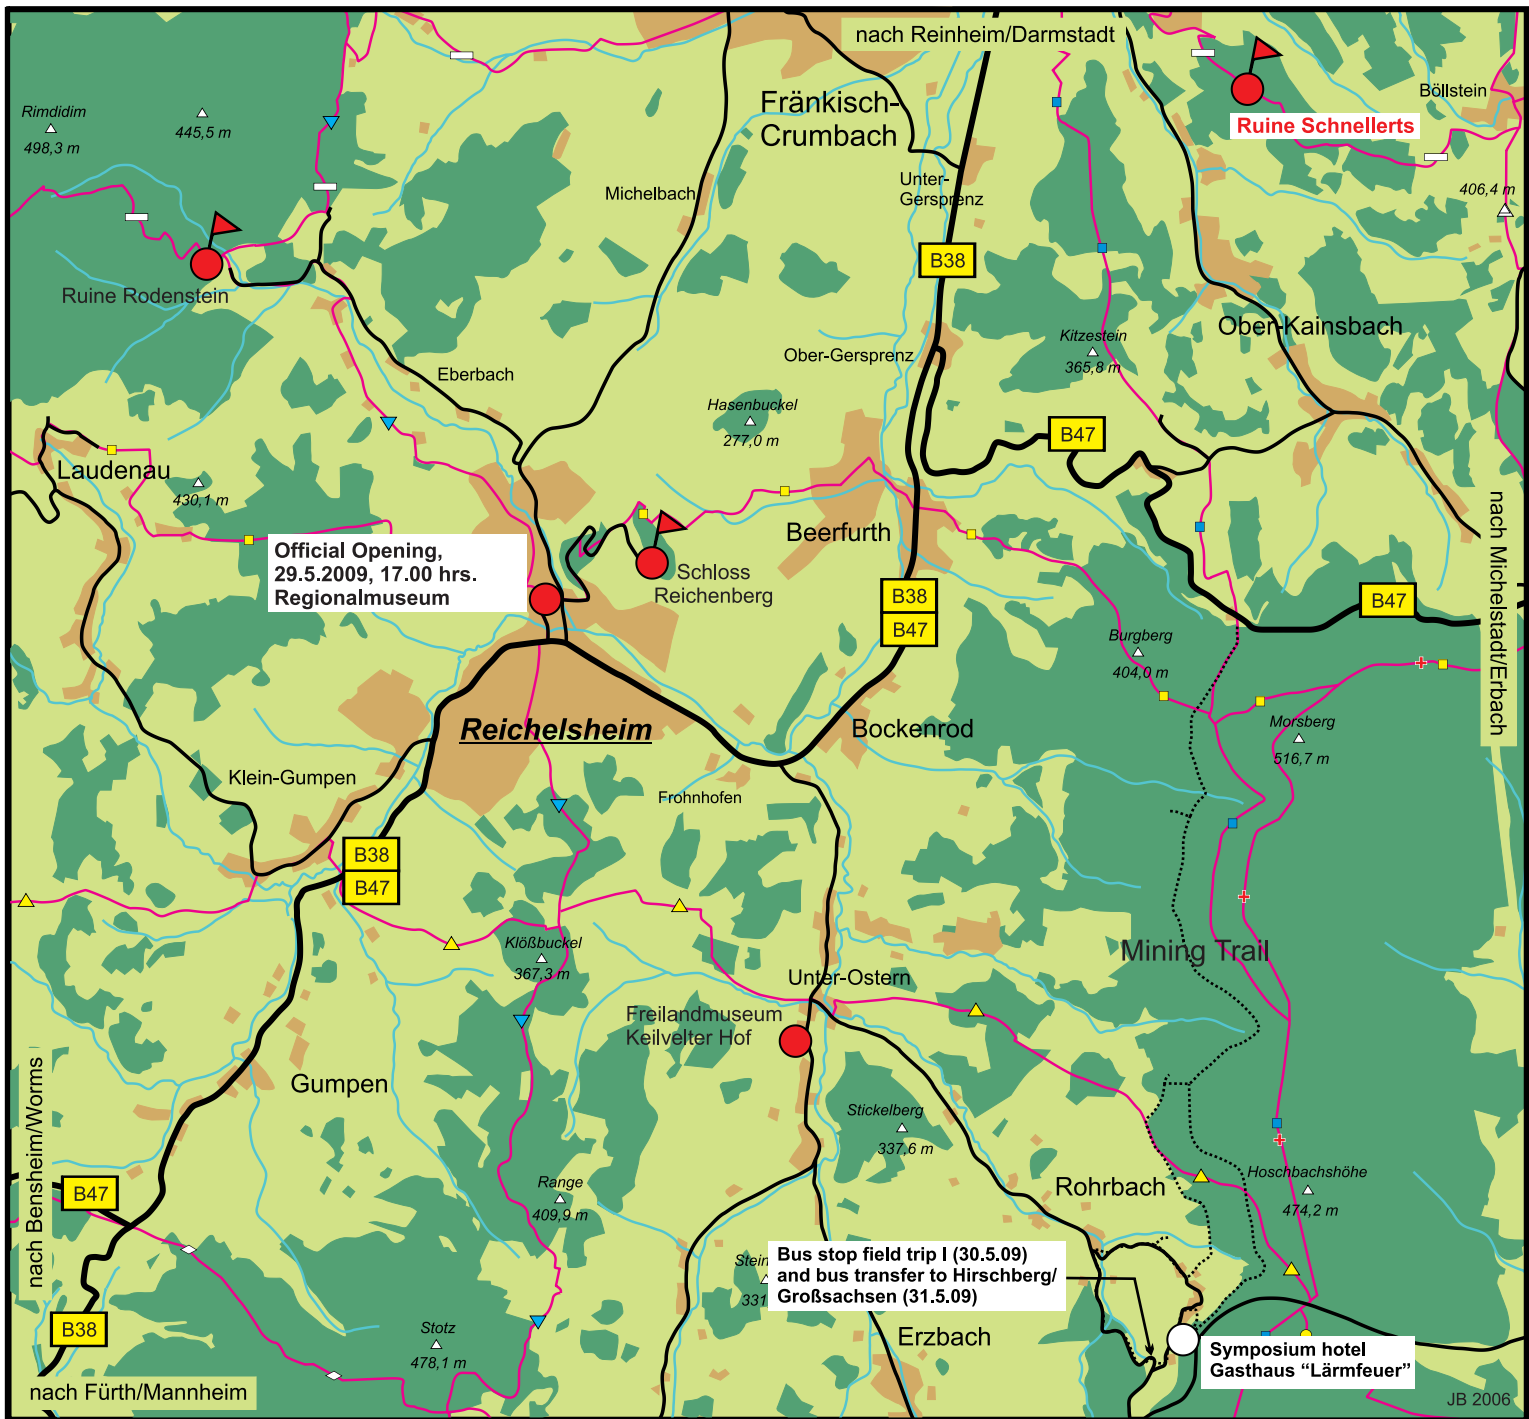 nach Reinheim/Darmstadt
Rimdidim
498,3 m
445,5 m
Fränkisch-
Crumbach
Böllstein
Ruine Schnellerts
Michelbach
Unter-
Gersprenz
406,4 m
B38
Ruine Rodenstein
Kitzestein
365,8 m
Ober-Kainsbach
Ober-Gersprenz
Eberbach
Hasenbuckel
277,0 m
B47
Laudenau
430,1 m
nach Michelstadt/Erbach
Official Opening,
29.5.2009, 17.00 hrs.
Regionalmuseum
Beerfurth
Schloss
Reichenberg
B38
B47
B47
Burgberg
404,0 m
Reichelsheim
Bockenrod
Morsberg
516,7 m
Klein-Gumpen
Frohnhofen
B38
B47
Klößbuckel
367,3 m
Mining Trail
Unter-Ostern
Freilandmuseum
Keilvelter Hof
Gumpen
nach Bensheim/Worms
Stickelberg
337,6 m
B47
Range
409,9 m
Rohrbach
Hoschbachshöhe
474,2 m
Stein
331
Bus stop field trip I (30.5.09)
and bus transfer to Hirschberg/
Großsachsen (31.5.09)
B38
Stotz
478,1 m
Erzbach
Symposium hotel
Gasthaus “Lärmfeuer”
nach Fürth/Mannheim
JB 2006